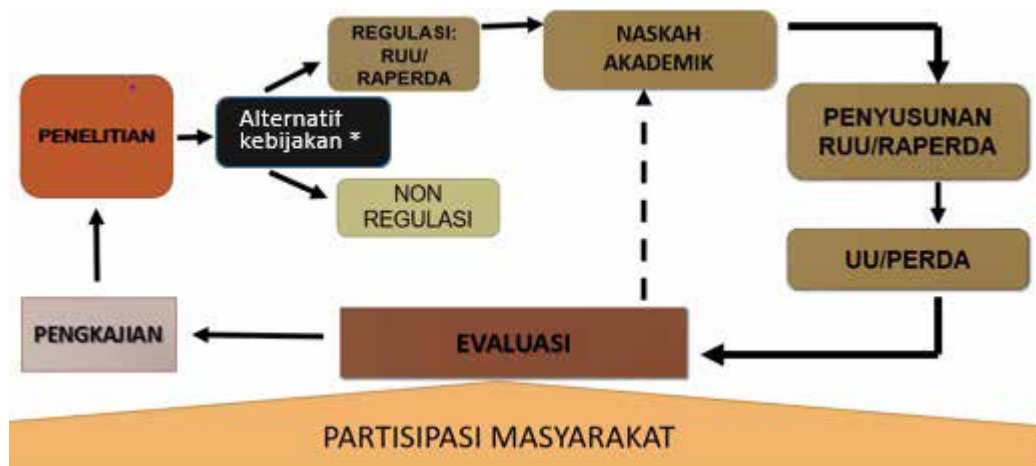 PENELITIAN
Alternatif
kebijakan *
REGULASI:
RUU/
RAPERDA
NON
REGULASI
NASKAH
AKADEMIK
PENYUSUNAN
RUU/RAPERDA
UU/PERDA
EVALUASI
PENGKAJIAN
PARTISIPASI MASYARAKAT